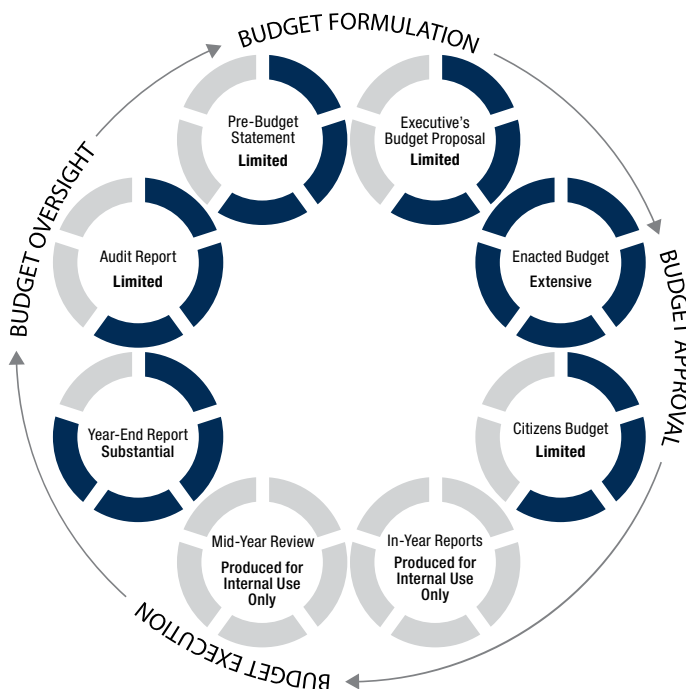 BUDGET FORMULATION
Pre-Budget
Statement
Limited
Executive's
Budget Proposal
Limited
Enacted Budget
Extensive
BUDGET APPROVAL
Citizens Budget
Limited
In-Year Reports
Produced for
Internal Use
Only
Mid-Year Review
Produced for
Internal Use
Only
BUDGET EXECUTION
Year-End Report
Substantial
Audit Report
Limited
BUDGET OVERSIGHT